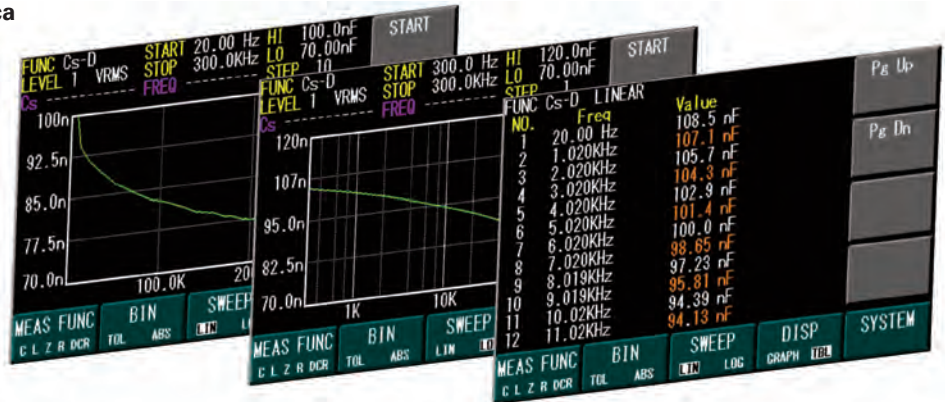 ca
FUNC Cs-D START 20.00 Hz HI 100.0nF START
LEVEL 1 VRMS STOP 300.0KHz LO 70.00nF
Cs FREQ STEP 10
100n
92.5n
85.0n
77.5n
70.0n
100.0K 20
MEAS FUNC BIN SWEEP
C L Z R DCR TOL ABS LIN L
FUNC Cs-D START 300.0 Hz HI 120.0nF START
LEVEL 1 VRMS STOP 300.0KHz LO 70.00nF
Cs FREQ STEP 1
120n
107n
95.0n
82.5n
70.0n
1K 10K
MEAS FUNC BIN SWEEP
C L Z R DCR TOL ABS LIN LO
FUNC Cs-D LINEAR Pg Up
NO. Freq Value
1 20.00 Hz 108.5 nF
2 1.020KHz 107.1 nF
3 2.020KHz 105.7 nF
4 3.020KHz 104.3 nF
5 4.020KHz 102.9 nF
6 5.020KHz 101.4 nF
7 6.020KHz 100.0 nF
8 7.020KHz 98.65 nF
9 8.019KHz 97.23 nF
10 9.019KHz 95.81 nF
11 10.02KHz 94.39 nF
12 11.02KHz 94.13 nF
Pg Dn
MEAS FUNC BIN SWEEP DISP SYSTEM
C L Z R DCR TOL ABS LIN LOG GRAPH TBL